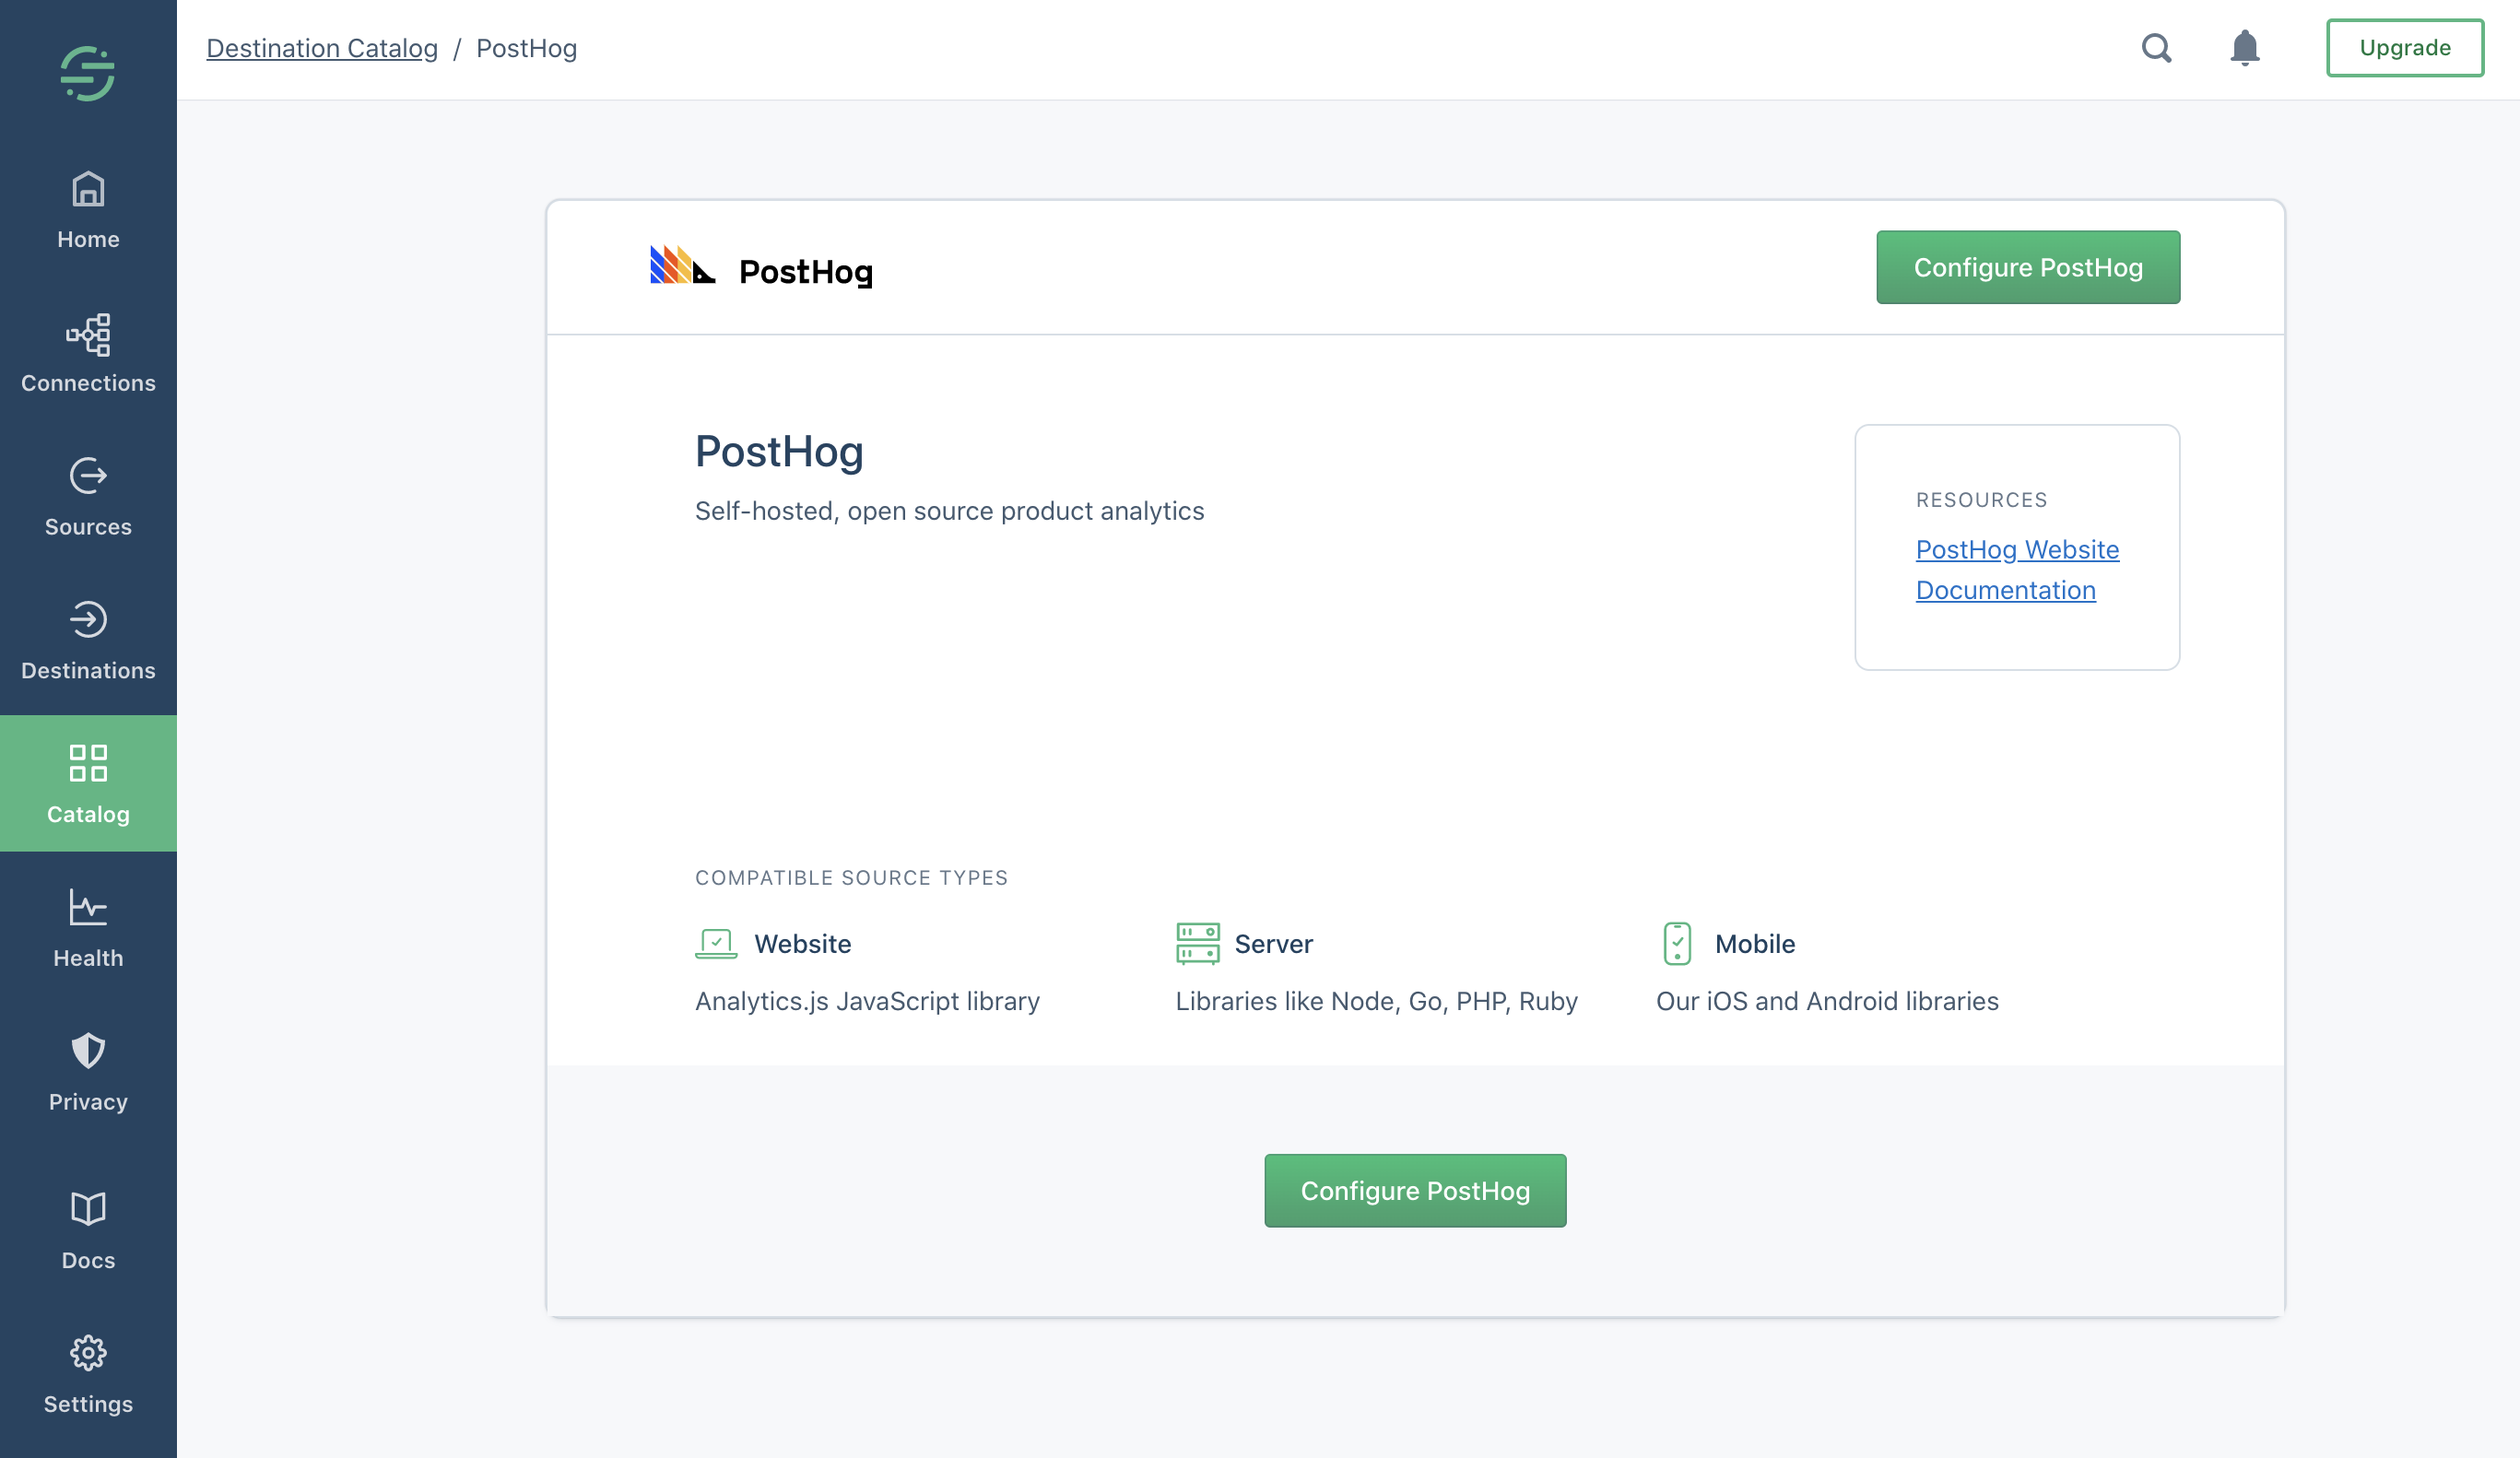 Destination Catalog / PostHog
Upgrade
Home
Connections
Sources
Destinations
Catalog
Health
Privacy
Docs
Settings
PostHog
Configure PostHog
PostHog
Self-hosted, open source product analytics
RESOURCES
PostHog Website
Documentation
COMPATIBLE SOURCE TYPES
Website
Analytics.js JavaScript library
Server
Libraries like Node, Go, PHP, Ruby
Mobile
Our iOS and Android libraries
Configure PostHog